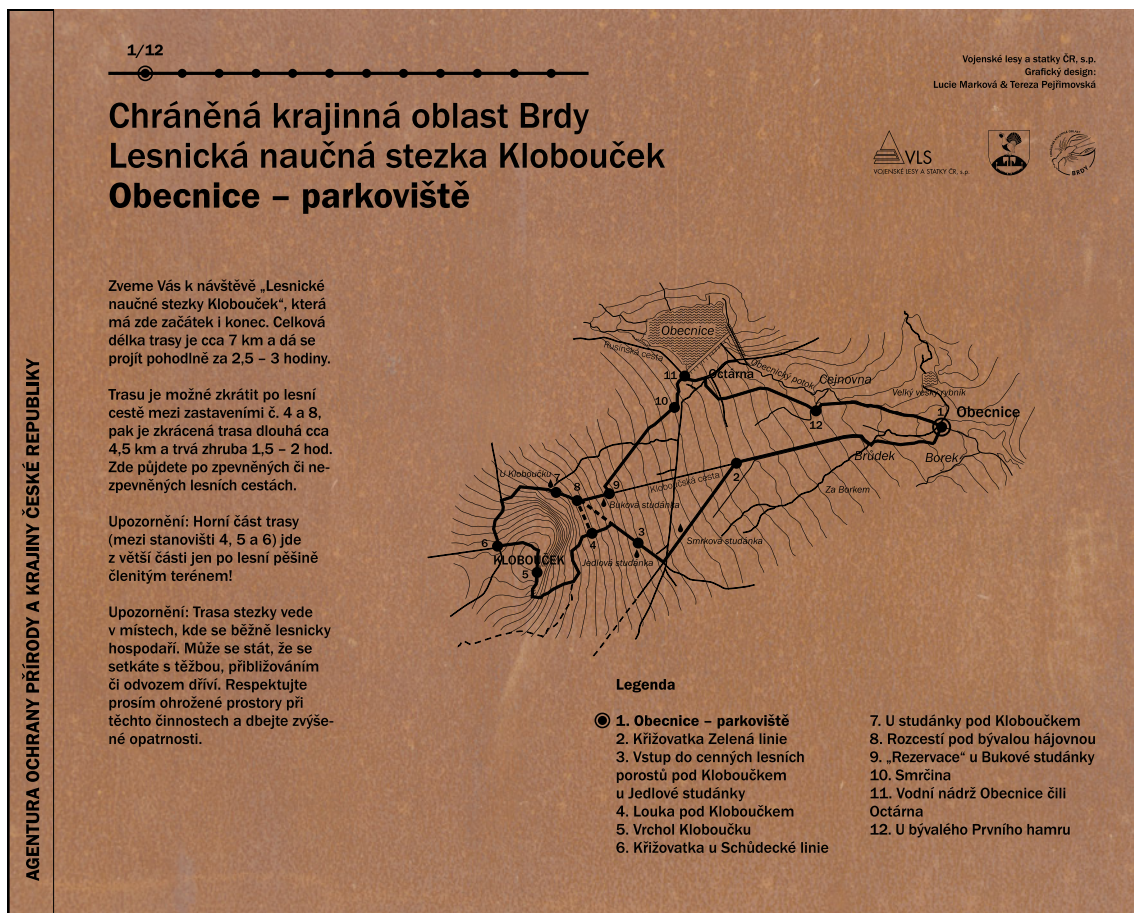 1/12
Vojenské lesy a statky ČR, s.p.
Grafický design:
Lucie Marková & Tereza Pejřimovská
Chráněná krajinná oblast Brdy
Lesnická naučná stezka Klobouček
Obecnice – parkoviště
VLS
VOJENSKÉ LESY A STATKY ČR, s.p.
BRDY
AGENTURA OCHRANY PŘÍRODY A KRAJINY ČESKÉ REPUBLIKY
Zveme Vás k návštěvě „Lesnické
naučné stezky Klobouček“, která
má zde začátek i konec. Celková
délka trasy je cca 7 km a dá se
projít pohodlně za 2,5 – 3 hodiny.
Trasu je možné zkrátit po lesní
cestě mezi zastaveními č. 4 a 8,
pak je zkrácená trasa dlouhá cca
4,5 km a trvá zhruba 1,5 – 2 hod.
Zde půjdete po zpevněných či ne-
zpevněných lesních cestách.
Upozornění: Horní část trasy
(mezi stanovišti 4, 5 a 6) jde
z větší části jen po lesní pěšině
členitým terénem!
Upozornění: Trasa stezky vede
v místech, kde se běžně lesnicky
hospodaří. Může se stát, že se
setkáte s těžbou, přibližováním
či odvozem dříví. Respektujte
prosím ohrožené prostory při
těchto činnostech a dbejte zvýše-
né opatrnosti.
Obecnice
Rusinská cesta
11
Octárna
Obecnický potok
Cejnovna
Velký vešký rybník
10
12
1
Obecnice
Brůdek
Borek
U Kloboučku
7
8
9
Kloboučská cesta
2
Za Borkem
Buková studánka
3
Smrková studánka
6
4
KLOBOUČEK
Jedlová studánka
5
Legenda
1. Obecnice – parkoviště
2. Křižovatka Zelená linie
3. Vstup do cenných lesních
porostů pod Kloboučkem
u Jedlové studánky
4. Louka pod Kloboučkem
5. Vrchol Kloboučku
6. Křižovatka u Schůdecké linie
7. U studánky pod Kloboučkem
8. Rozcestí pod bývalou hájovnou
9. „Rezervace“ u Bukové studánky
10. Smrčina
11. Vodní nádrž Obecnice čili
Octárna
12. U bývalého Prvního hamru